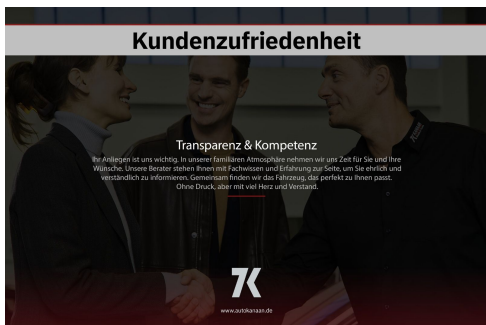 Kundenzufriedenheit
Transparenz & Kompetenz
Ihr Anliegen ist uns wichtig. In unserer familiären Atmosphäre nehmen wir uns Zeit für Sie und Ihre
Wünsche. Unsere Berater stehen Ihnen mit Fachwissen und Erfahrung zur Seite, um Sie ehrlich und
verständlich zu informieren. Gemeinsam finden wir das Fahrzeug, das perfekt zu Ihnen passt.
Ohne Druck, aber mit viel Herz und Verstand.
7K
www.autokanaan.de